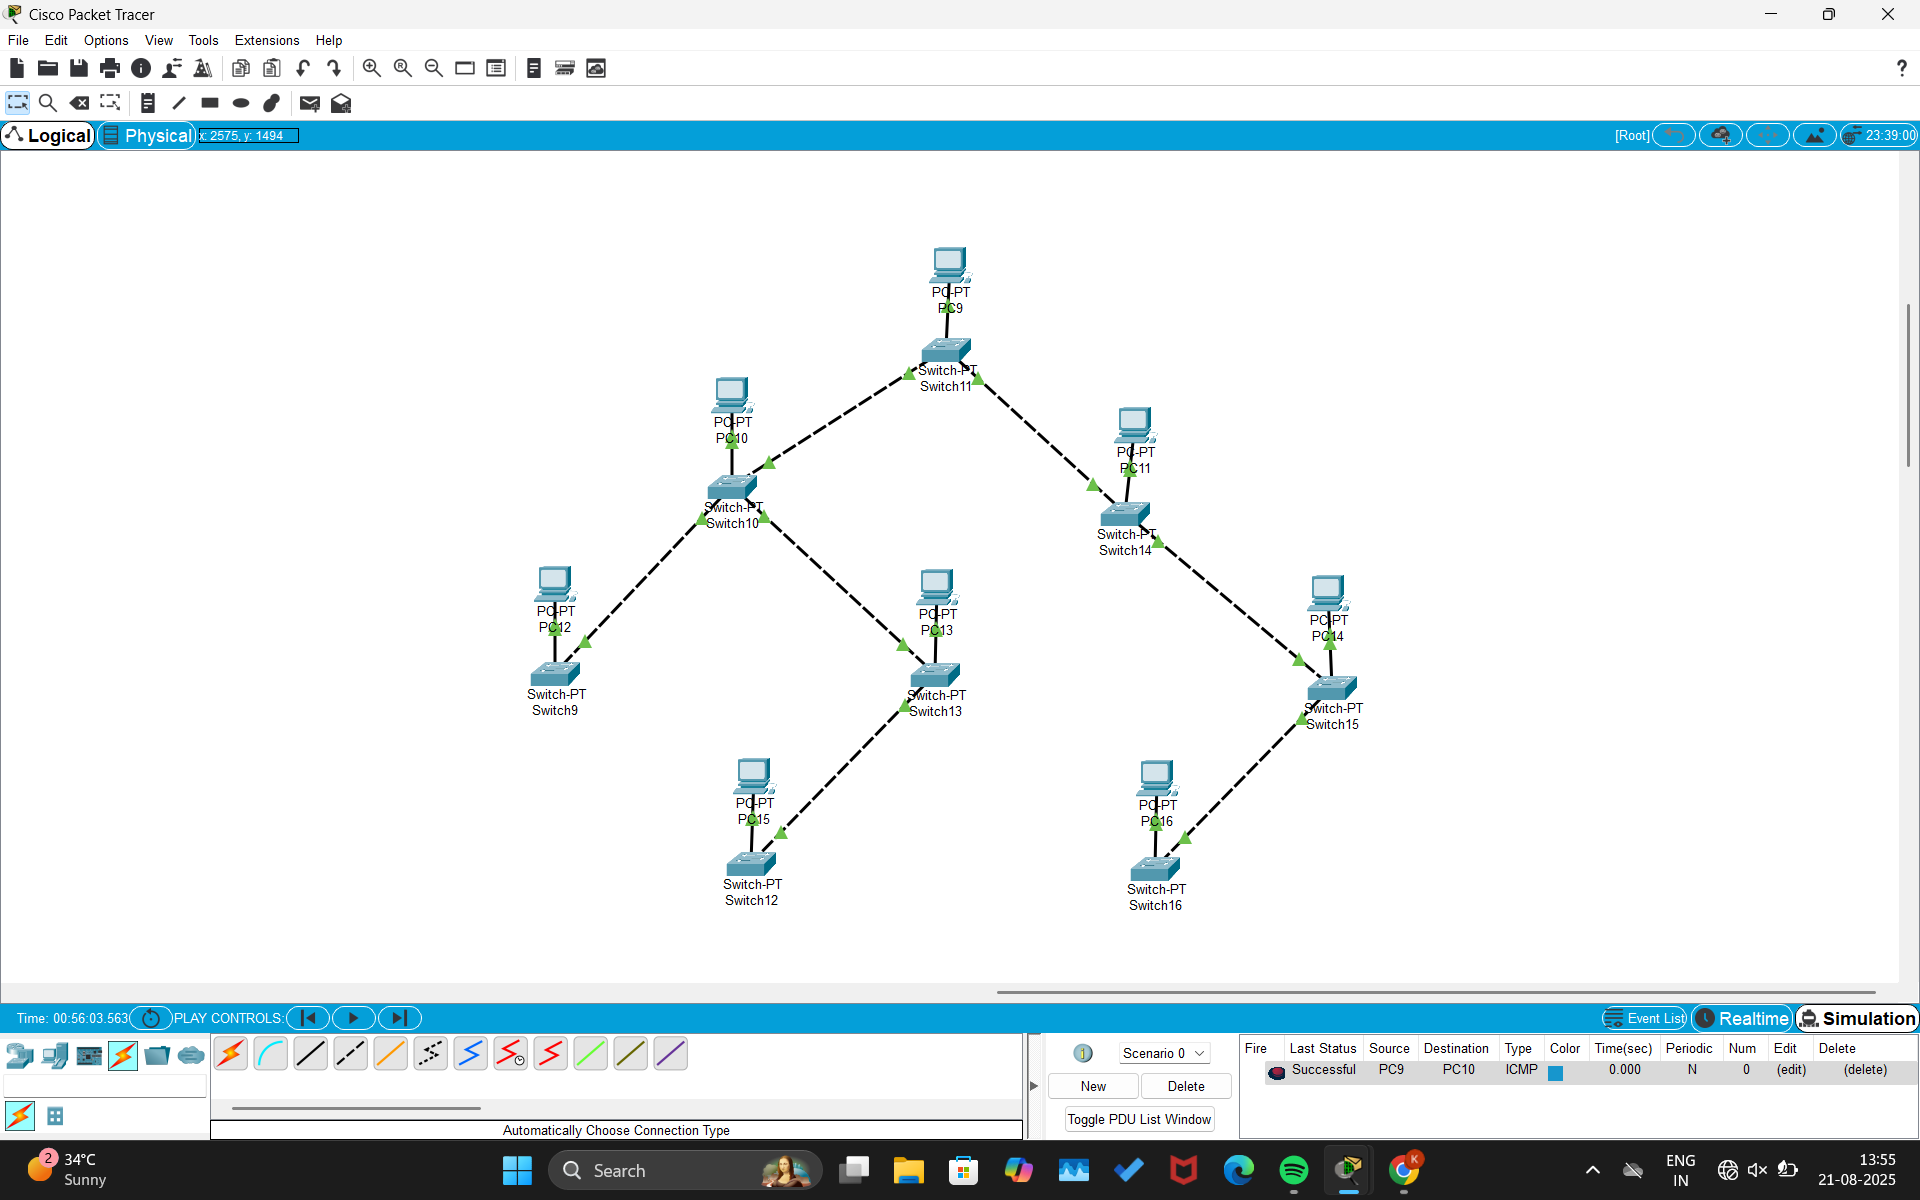 Cisco Packet Tracer
File Edit Options View Tools Extensions Help
Logical Physical x: 2575, y: 1494 [Root] 23:39:00
PC-PT
PC9
Switch-PT
Switch11
PC-PT
PC10
PC-PT
PC11
Switch-PT
Switch10
Switch-PT
Switch14
PC-PT
PC12
PC-PT
PC13
PC-PT
PC14
Switch-PT
Switch9
Switch-PT
Switch13
Switch-PT
Switch15
PC-PT
PC15
PC-PT
PC16
Switch-PT
Switch12
Switch-PT
Switch16
Time: 00:56:03.563 PLAY CONTROLS: Event List Realtime Simulation
Scenario 0
New Delete
Toggle PDU List Window
Fire Last Status Source Destination Type Color Time(sec) Periodic Num Edit Delete
Successful PC9 PC10 ICMP 0.000 N 0 (edit) (delete)
Automatically Choose Connection Type
2 34°C
Sunny
Search
K
ENG
IN
13:55
21-08-2025